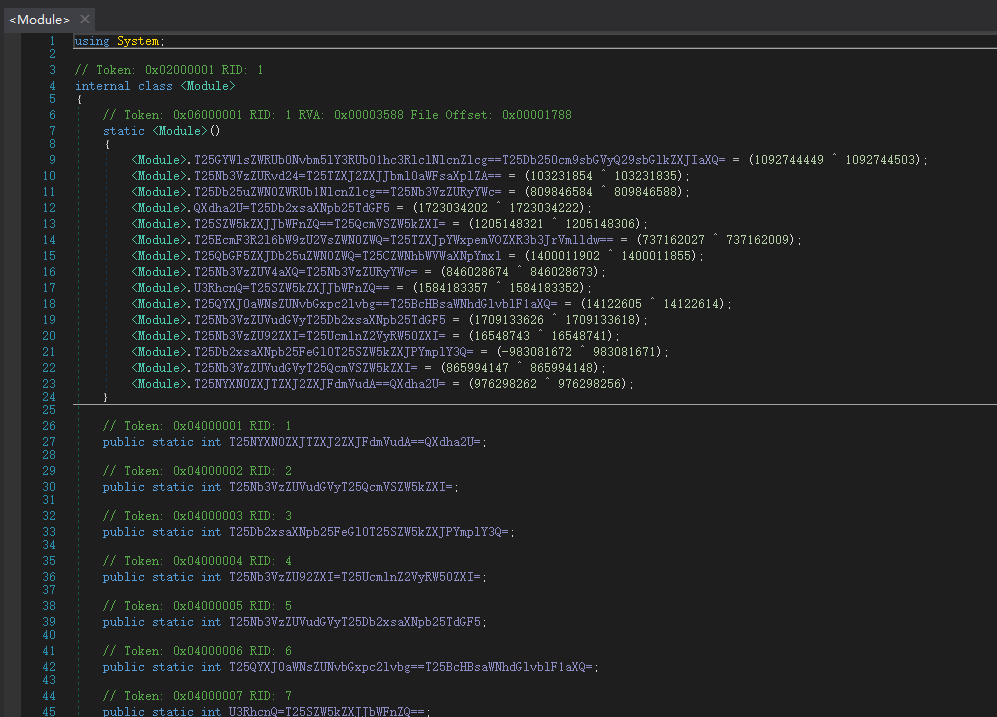 <Module> ×
1 using System;
2
3 // Token: 0x02000001 RID: 1
4 internal class <Module>
5 {
6 // Token: 0x06000001 RID: 1 RVA: 0x00003588 File Offset: 0x00001788
7 static <Module>()
8 {
9 <Module>.T25GYWlsZWRUb0Nvbm5lY3RUb01hc3RlclNlcnZlcg==T25Db250cm9sbGVyQ29sbGlkZXJIaXQ= = (1092744449 ^ 1092744503);
10 <Module>.T25Nb3VzZURvd24=T25TZXJ2ZXJJbml0aWFsaXplZA== = (103231854 ^ 103231835);
11 <Module>.T25Db25uZWN0ZWRUb1NlcnZlcg==T25Nb3VzZURyYWc= = (809846584 ^ 809846588);
12 <Module>.QXdha2U=T25Db2xsaXNpb25TdGF5 = (1723034202 ^ 1723034222);
13 <Module>.T25SZW5kZXJJbWFnZQ==T25QcmVSZW5kZXI= = (1205148321 ^ 1205148306);
14 <Module>.T25EcmF3R2l6bW9zU2VsZWN0ZWQ=T25TZXJpYWxpemVOZXR3b3JrVmlldw== = (737162027 ^ 737162009);
15 <Module>.T25QbGF5ZXJDb25uZWN0ZWQ=T25CZWNhbWVWaXNpYmxl = (1400011902 ^ 1400011855);
16 <Module>.T25Nb3VzZUV4aXQ=T25Nb3VzZURyYWc= = (846028674 ^ 846028673);
17 <Module>.U3RhcnQ=T25SZW5kZXJJbWFnZQ== = (1584183357 ^ 1584183352);
18 <Module>.T25QYXJ0aWNsZUNvbGxpc2lvbg==T25BcHBsaWNhdGlvblF1aXQ= = (14122605 ^ 14122614);
19 <Module>.T25Nb3VzZUVudGVyT25Db2xsaXNpb25TdGF5 = (1709133626 ^ 1709133618);
20 <Module>.T25Nb3VzZU92ZXI=T25UcmlnZ2VyRW50ZXI= = (16548743 ^ 16548741);
21 <Module>.T25Db2xsaXNpb25FeGl0T25SZW5kZXJPYmplY3Q= = (-983081672 ^ 983081671);
22 <Module>.T25Nb3VzZUVudGVyT25QcmVSZW5kZXI= = (865994147 ^ 865994148);
23 <Module>.T25NYXN0ZXJTZXJ2ZXJFdmVudA==QXdha2U= = (976298262 ^ 976298256);
24 }
25
26 // Token: 0x04000001 RID: 1
27 public static int T25NYXN0ZXJTZXJ2ZXJFdmVudA==QXdha2U=;
28
29 // Token: 0x04000002 RID: 2
30 public static int T25Nb3VzZUVudGVyT25QcmVSZW5kZXI=;
31
32 // Token: 0x04000003 RID: 3
33 public static int T25Db2xsaXNpb25FeGl0T25SZW5kZXJPYmplY3Q=;
34
35 // Token: 0x04000004 RID: 4
36 public static int T25Nb3VzZU92ZXI=T25UcmlnZ2VyRW50ZXI=;
37
38 // Token: 0x04000005 RID: 5
39 public static int T25Nb3VzZUVudGVyT25Db2xsaXNpb25TdGF5;
40
41 // Token: 0x04000006 RID: 6
42 public static int T25QYXJ0aWNsZUNvbGxpc2lvbg==T25BcHBsaWNhdGlvblF1aXQ=;
43
44 // Token: 0x04000007 RID: 7
45 public static int U3RhcnQ=T25SZW5kZXJJbWFnZQ==;